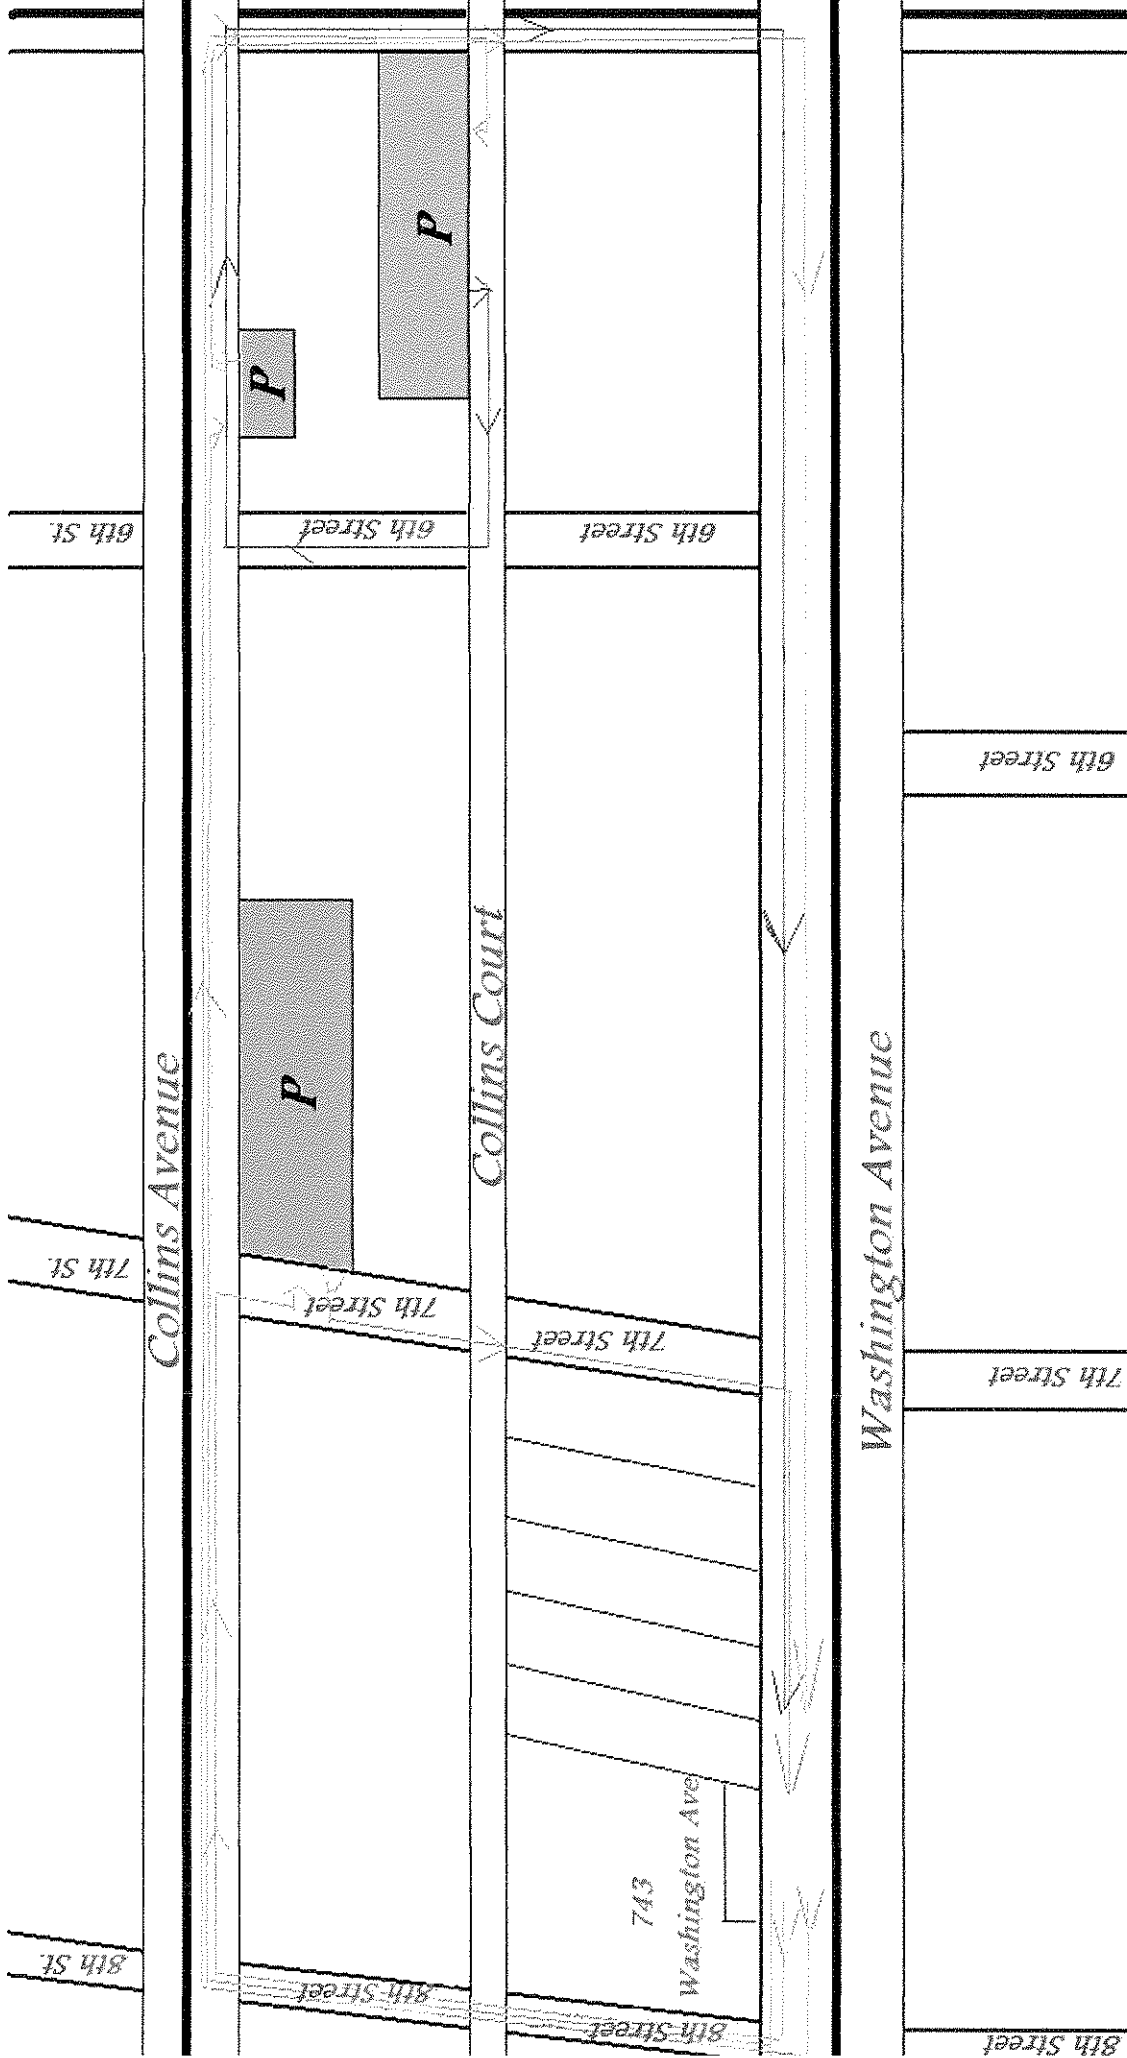 P
P
6th St.
6th Street
6th Street
6th Street
P
Collins Court
Collins Avenue
Washington Avenue
7th St.
7th Street
7th Street
7th Street
743
Washington Ave
8th St.
8th Street
8th Street
8th Street